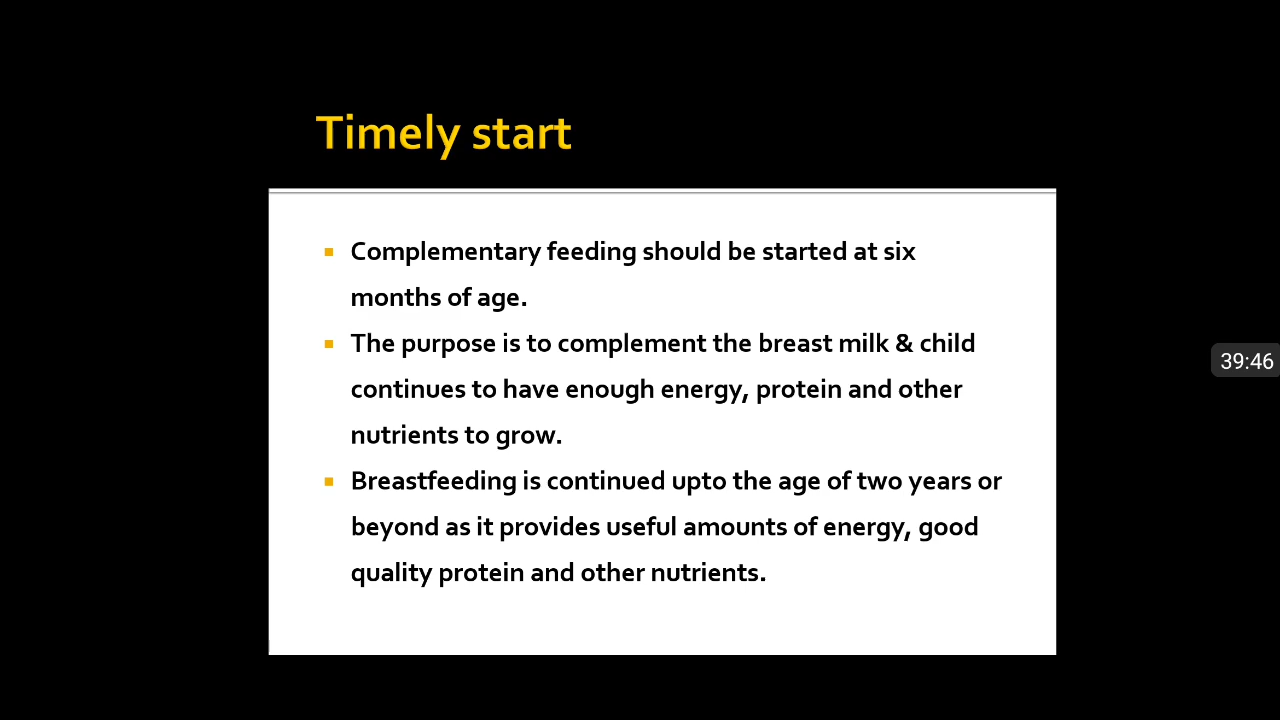 Timely start
Complementary feeding should be started at six
months of age.
The purpose is to complement the breast milk & child
continues to have enough energy, protein and other
nutrients to grow.
Breastfeeding is continued upto the age of two years or
beyond as it provides useful amounts of energy, good
quality protein and other nutrients.
39:46